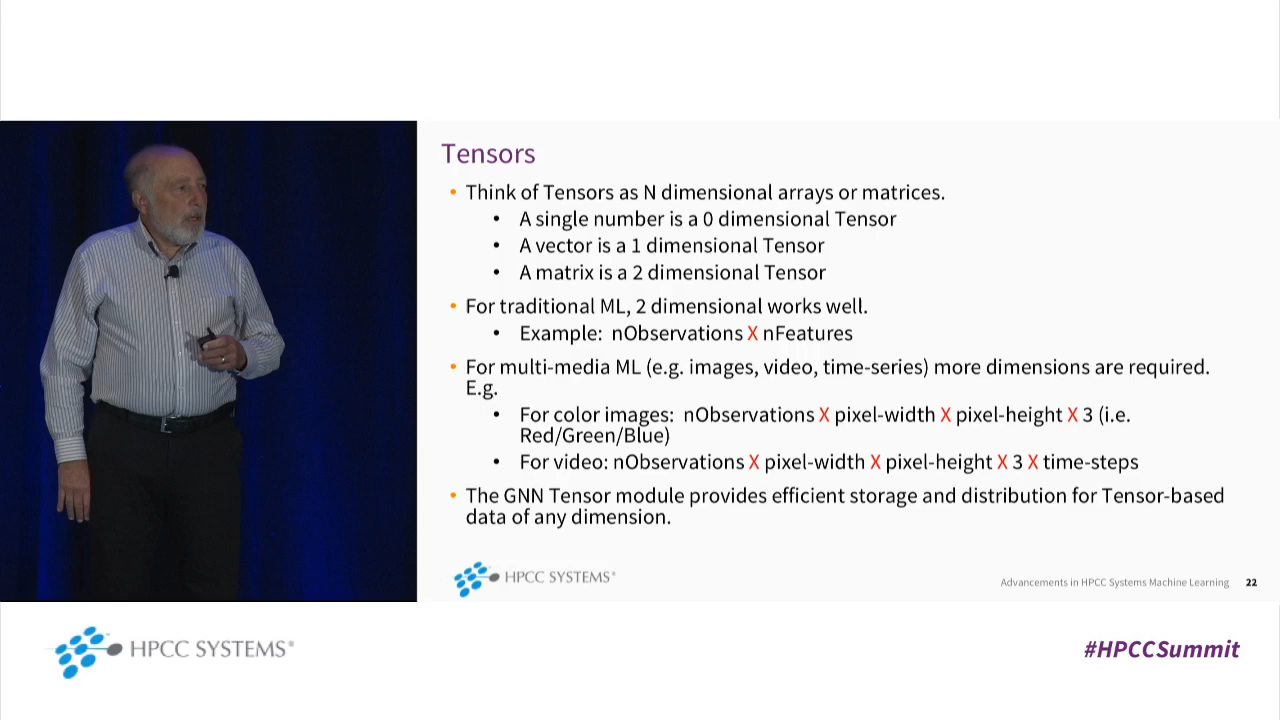 Tensors
• Think of Tensors as N dimensional arrays or matrices.
• A single number is a 0 dimensional Tensor
• A vector is a 1 dimensional Tensor
• A matrix is a 2 dimensional Tensor
• For traditional ML, 2 dimensional works well.
• Example: nObservations X nFeatures
• For multi-media ML (e.g. images, video, time-series) more dimensions are required.
E.g.
• For color images: nObservations X pixel-width X pixel-height X 3 (i.e.
Red/Green/Blue)
• For video: nObservations X pixel-width X pixel-height X 3 X time-steps
• The GNN Tensor module provides efficient storage and distribution for Tensor-based
data of any dimension.
HPCC SYSTEMS®
Advancements in HPCC Systems Machine Learning 22
HPCC SYSTEMS®
#HPCCSummit